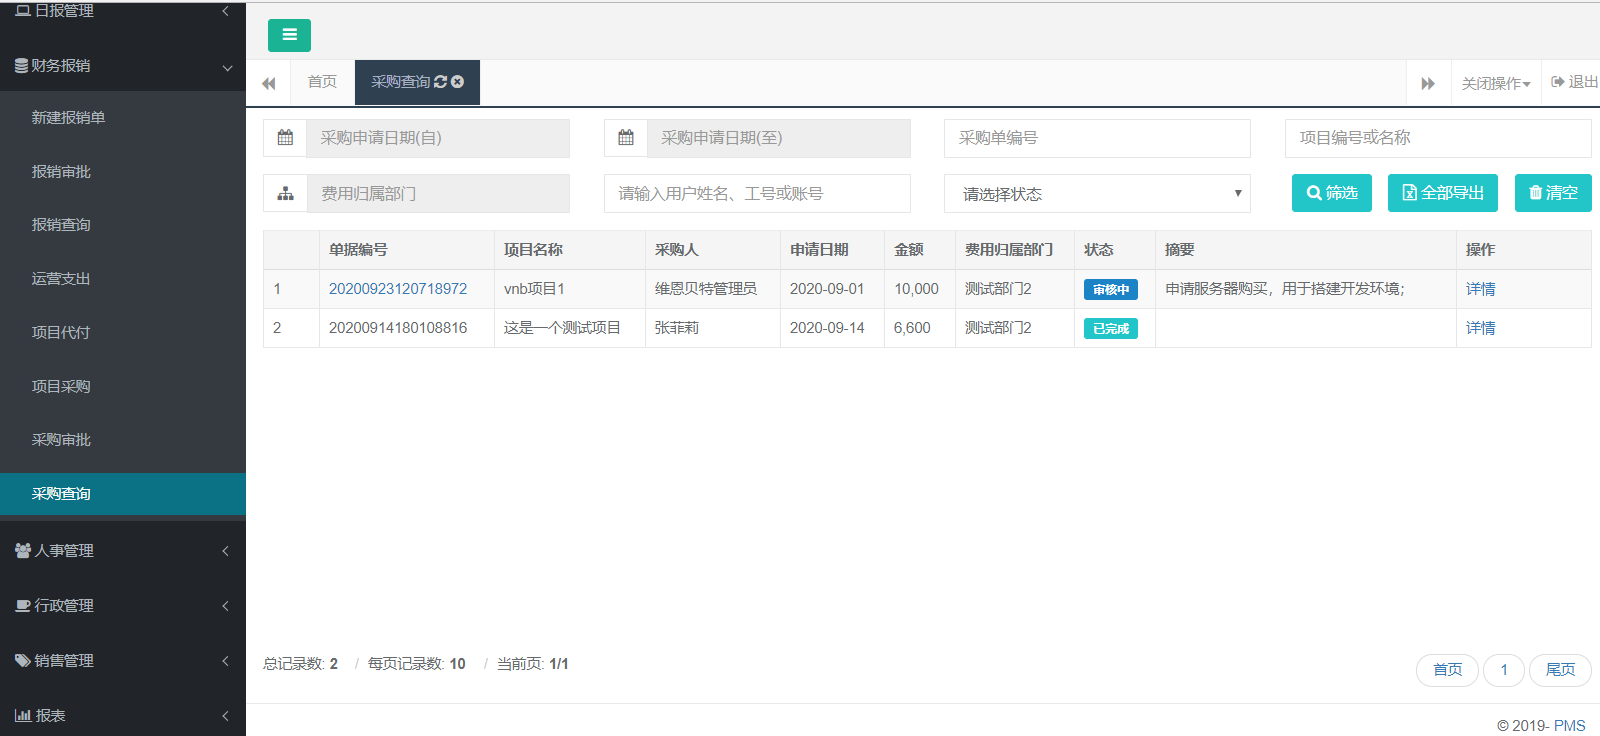 日报管理
财务报销
新建报销单
报销审批
报销查询
运营支出
项目代付
项目采购
采购审批
采购查询
人事管理
行政管理
销售管理
报表
首页 采购查询 关闭操作 退出
采购申请日期(自) 采购申请日期(至) 采购单编号 项目编号或名称
费用归属部门 请输入用户姓名、工号或账号 请选择状态 筛选 全部导出 清空
单据编号 项目名称 采购人 申请日期 金额 费用归属部门 状态 摘要 操作
1 20200923120718972 vnb项目1 维恩贝特管理员 2020-09-01 10,000 测试部门2 审核中 申请服务器购买，用于搭建开发环境； 详情
2 20200914180108816 这是一个测试项目 张菲莉 2020-09-14 6,600 测试部门2 已完成 详情
总记录数: 2 / 每页记录数: 10 / 当前页: 1/1 首页 1 尾页
© 2019- PMS